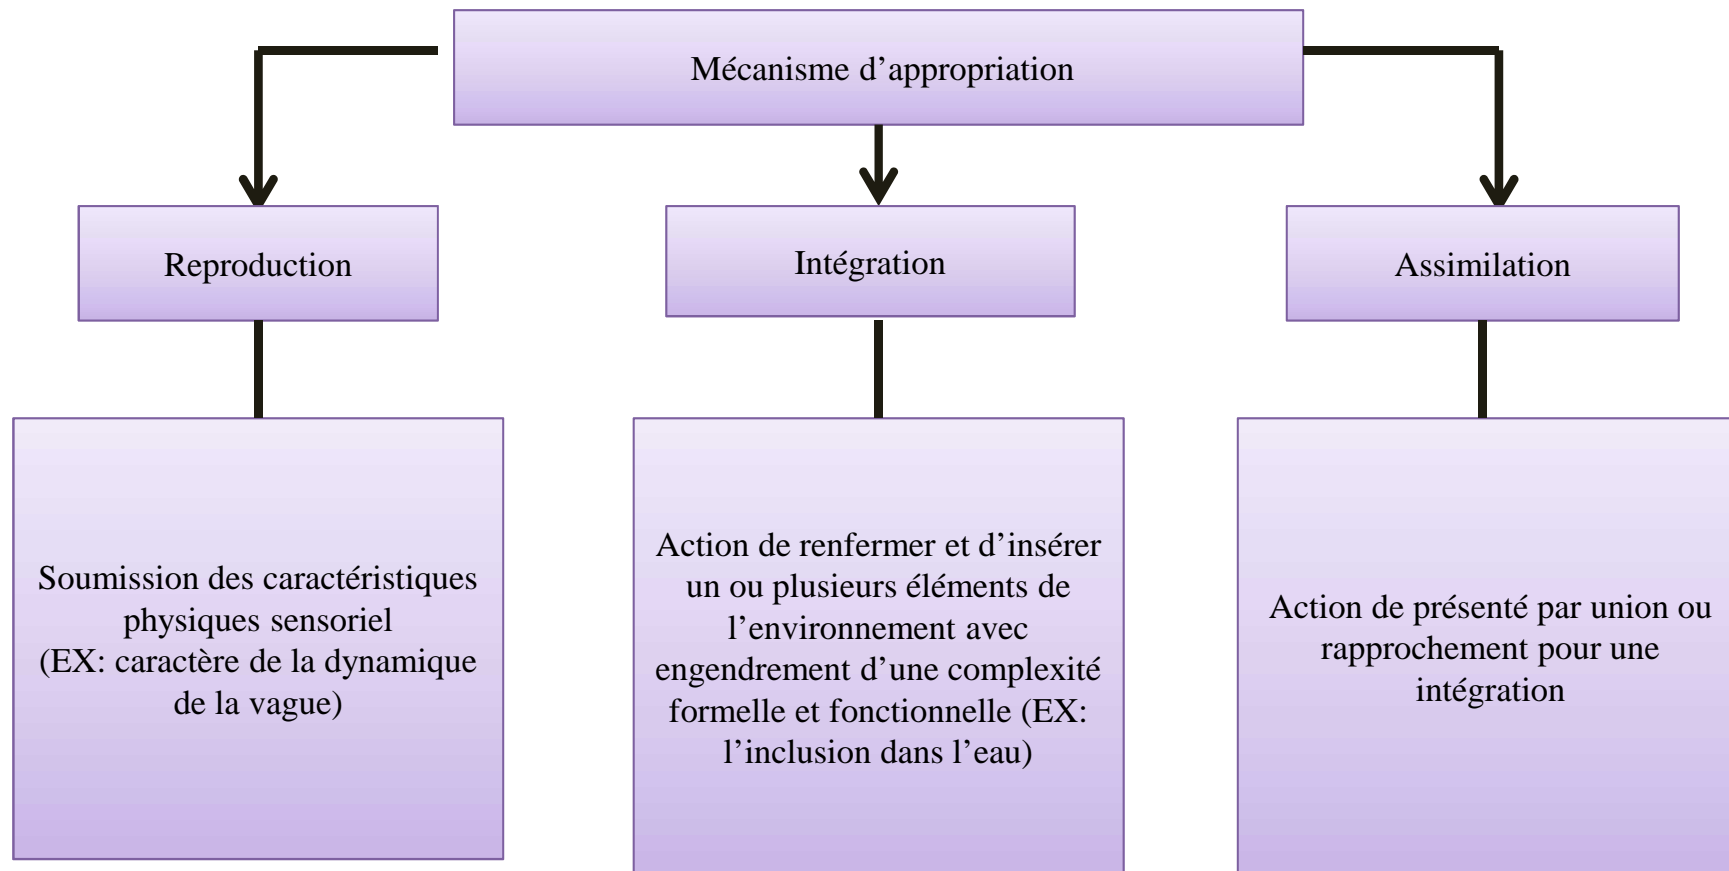 Mécanisme d’appropriation
Reproduction
Intégration
Assimilation
Soumission des caractéristiques
physiques sensoriel
(EX: caractère de la dynamique
de la vague)
Action de renfermer et d’insérer
un ou plusieurs éléments de
l’environnement avec
engendrement d’une complexité
formelle et fonctionnelle (EX:
l’inclusion dans l’eau)
Action de présenté par union ou
rapprochement pour une
intégration